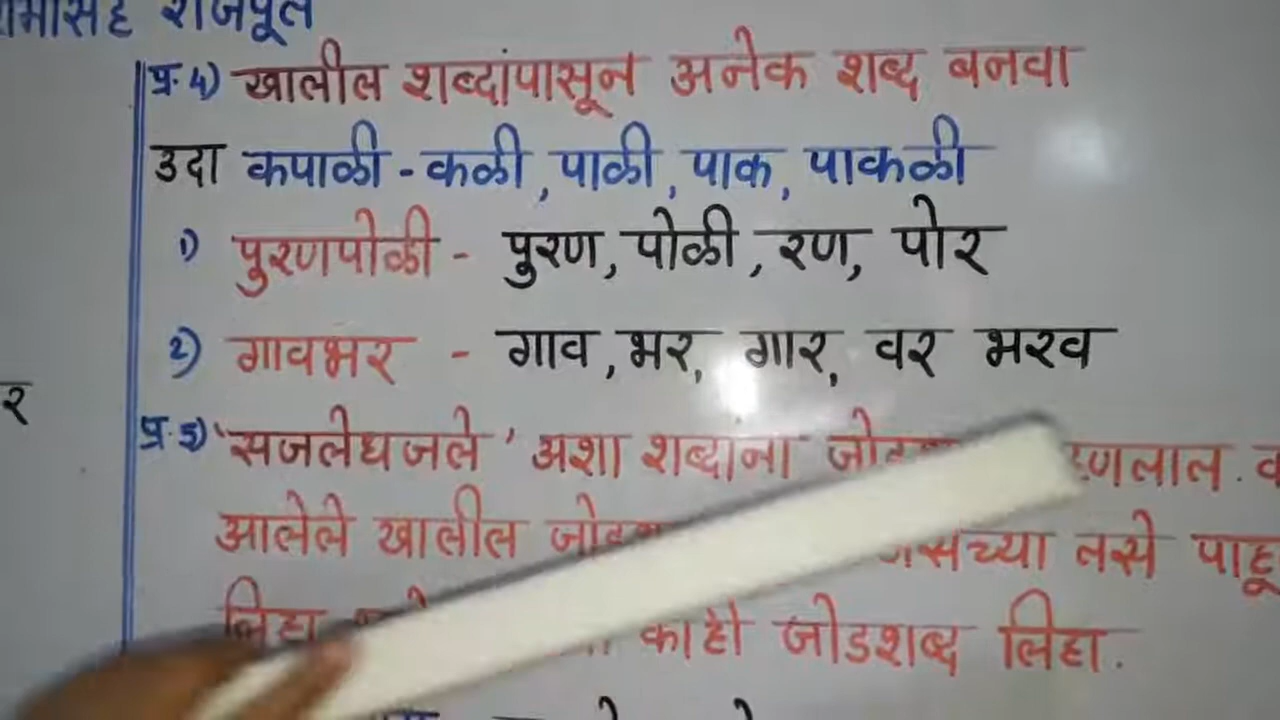 राजपूत
प्र.4) खालील शब्दांपासून अनेक शब्द बनवा
उदा कपाळी - कळी, पाळी, पाक, पाकळी
1) पुरणपोळी - पुरण, पोळी, रण, पोर
2) गावभर - गाव, भर, गार, वर भरव
र
प्र.5) 'सजलेधजले' अशा शब्दांना
आलेले खालील तसे पाहू
लिहा काही जोडशब्द लिहा.